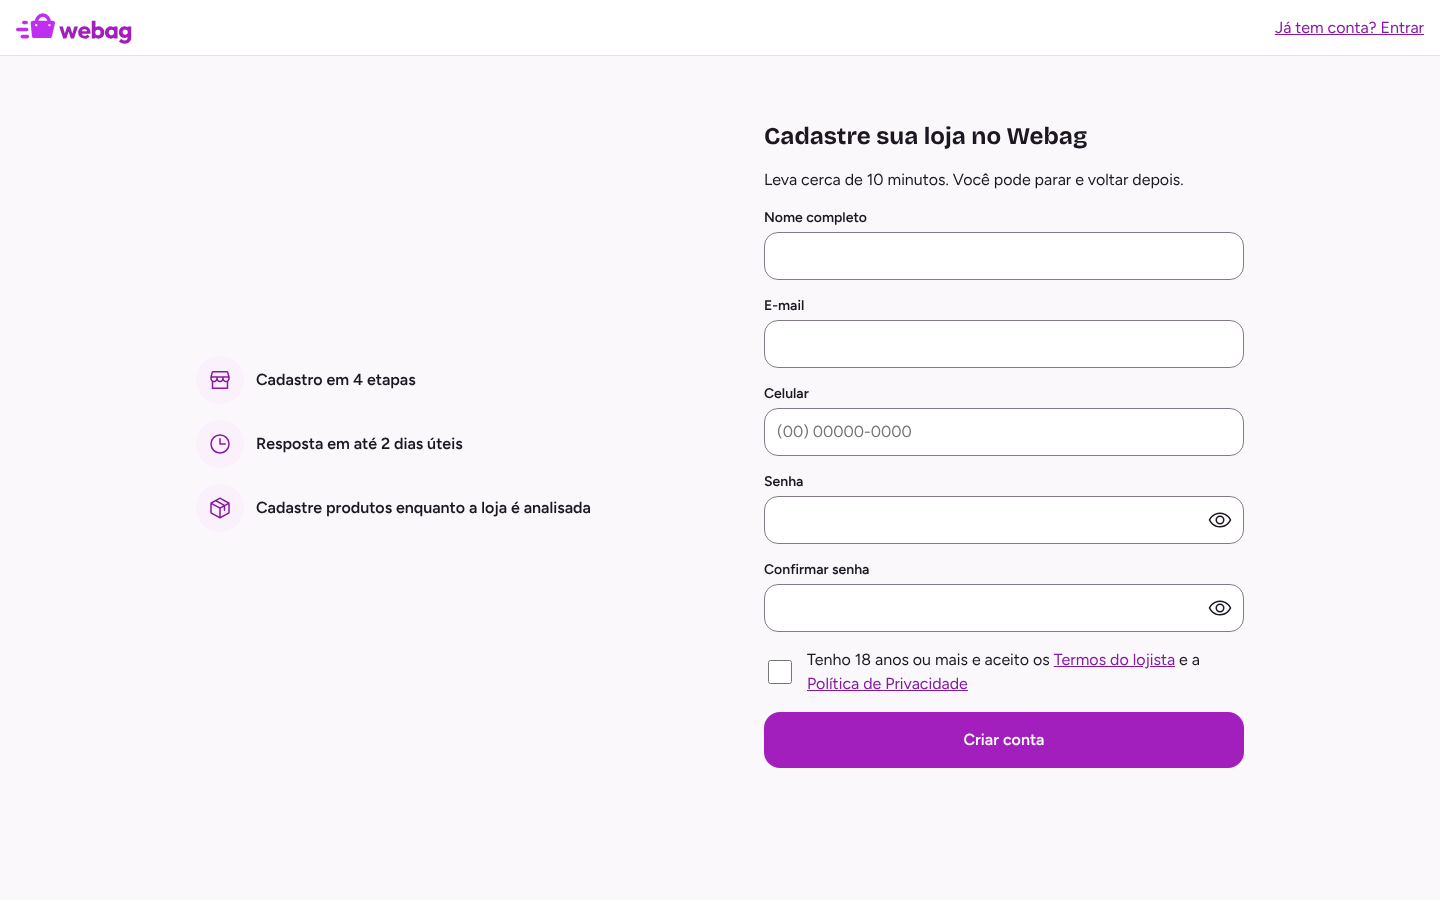 webag
Já tem conta? Entrar
Cadastro em 4 etapas
Resposta em até 2 dias úteis
Cadastre produtos enquanto a loja é analisada
Cadastre sua loja no Webag
Leva cerca de 10 minutos. Você pode parar e voltar depois.
Nome completo
E-mail
Celular
(00) 00000-0000
Senha
Confirmar senha
Tenho 18 anos ou mais e aceito os Termos do lojista e a
Política de Privacidade
Criar conta